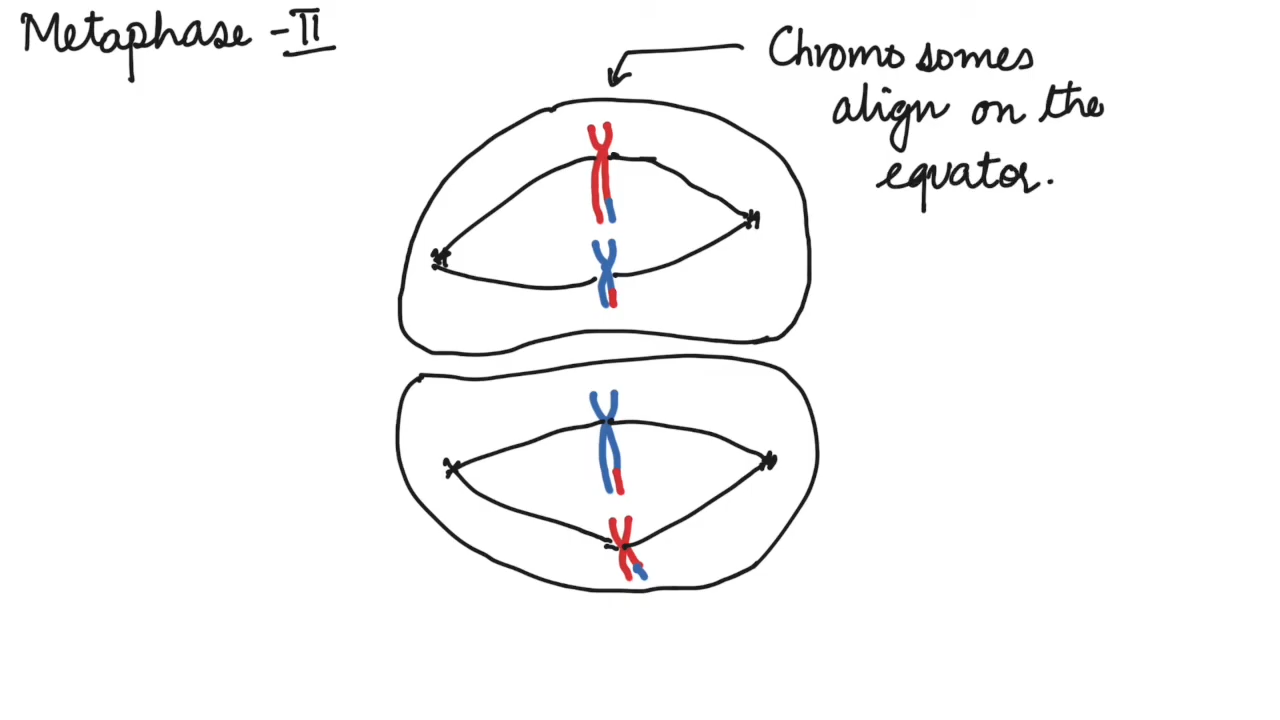 Metaphase - II
Chromosomes
align on the
equator.